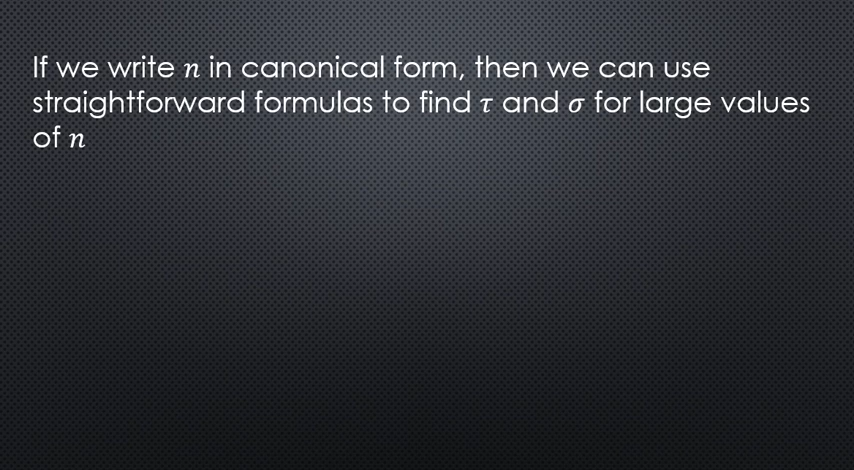 If we write 𝑛 in canonical form, then we can use
straightforward formulas to find 𝜏 and 𝜎 for large values
of 𝑛